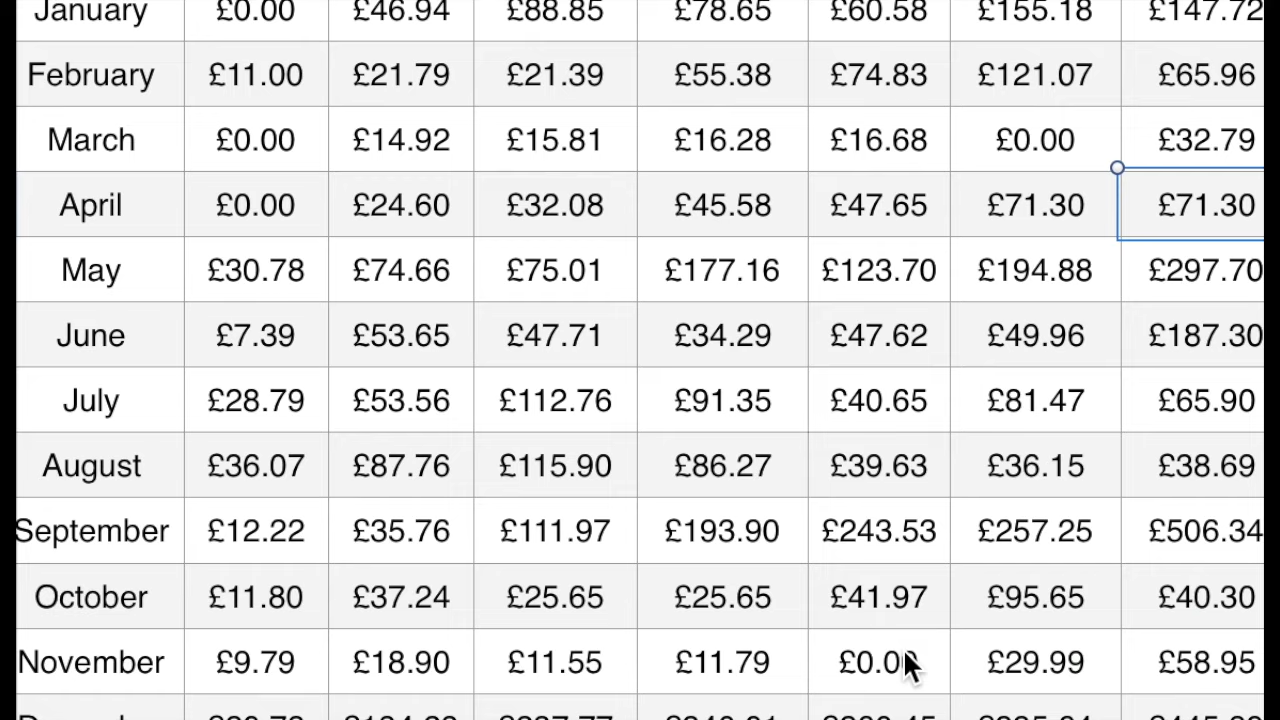 January £0.00 £46.94 £88.85 £78.65 £60.58 £155.18 £147.72
February £11.00 £21.79 £21.39 £55.38 £74.83 £121.07 £65.96
March £0.00 £14.92 £15.81 £16.28 £16.68 £0.00 £32.79
April £0.00 £24.60 £32.08 £45.58 £47.65 £71.30 £71.30
May £30.78 £74.66 £75.01 £177.16 £123.70 £194.88 £297.70
June £7.39 £53.65 £47.71 £34.29 £47.62 £49.96 £187.30
July £28.79 £53.56 £112.76 £91.35 £40.65 £81.47 £65.90
August £36.07 £87.76 £115.90 £86.27 £39.63 £36.15 £38.69
September £12.22 £35.76 £111.97 £193.90 £243.53 £257.25 £506.34
October £11.80 £37.24 £25.65 £25.65 £41.97 £95.65 £40.30
November £9.79 £18.90 £11.55 £11.79 £0.00 £29.99 £58.95